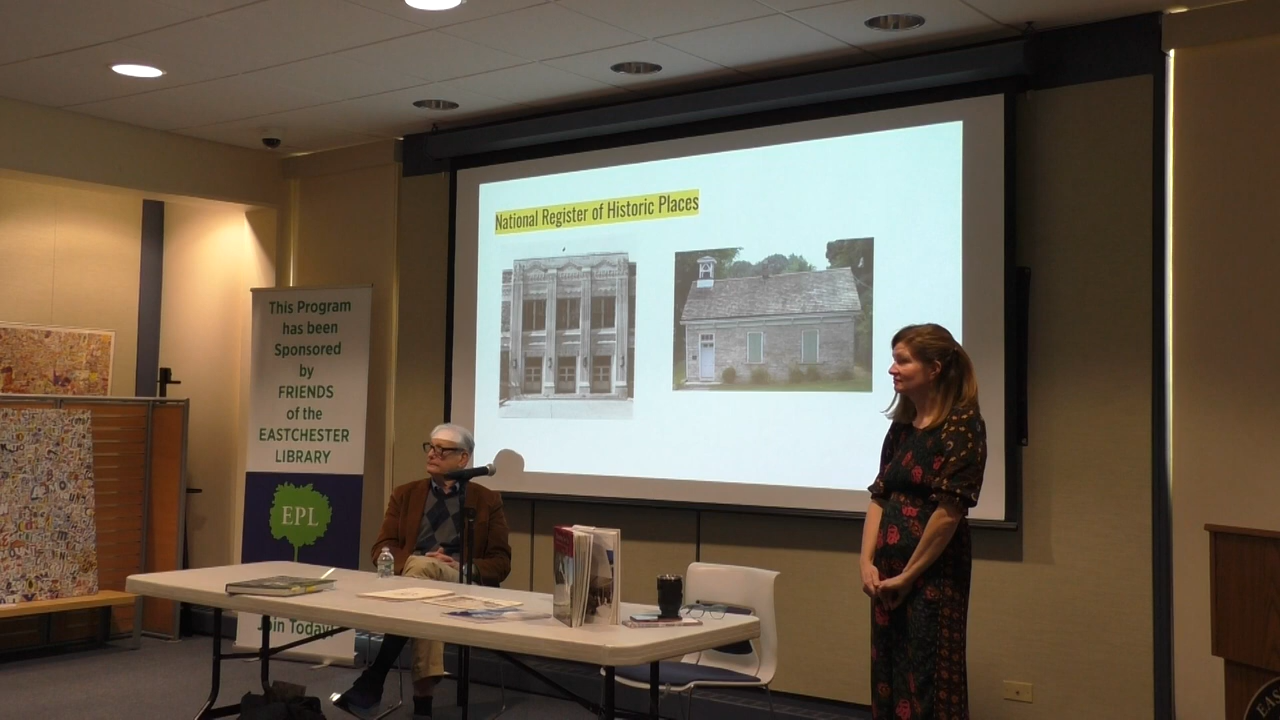 National Register of Historic Places
This Program
has been
Sponsored
by
FRIENDS
of the
EASTCHESTER
LIBRARY
EPL
Join Today!
EAS